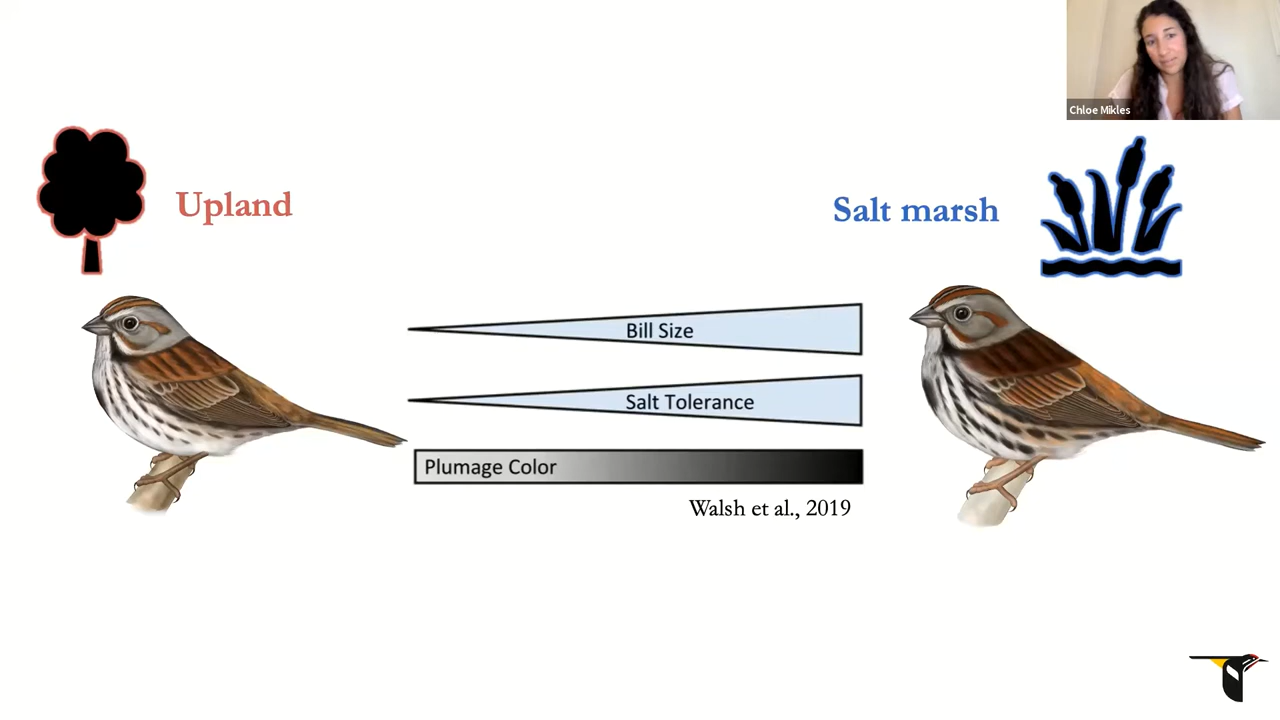 Chloe Mikles
Upland
Salt marsh
Bill Size
Salt Tolerance
Plumage Color
Walsh et al., 2019